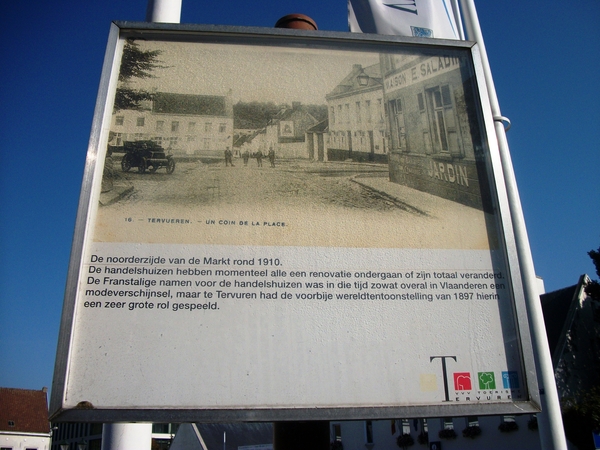 MAISON E. SALADIN
JARDIN
18. - TERVUEREN. - UN COIN DE LA PLACE.
De noorderzijde van de Markt rond 1910.
De handelshuizen hebben momenteel alle een renovatie ondergaan of zijn totaal veranderd.
De Franstalige namen voor de handelshuizen was in die tijd zowat overal in Vlaanderen een
modeverschijnsel, maar te Tervuren had de voorbije wereldtentoonstelling van 1897 hierin
een zeer grote rol gespeeld.
VVV TOERIS
TERVURE